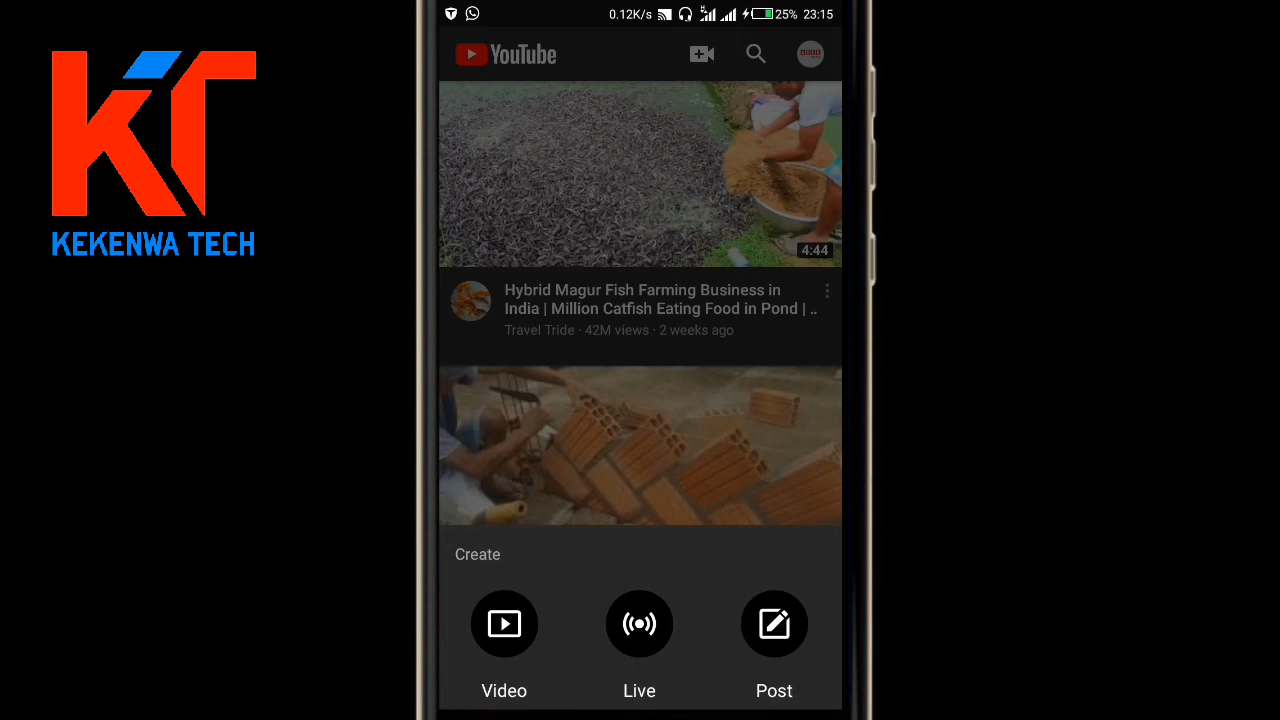 0.12K/s 25% 23:15
YouTube
KT
KEKENWA TECH
4:44
Hybrid Magur Fish Farming Business in
India | Million Catfish Eating Food in Pond | ..
Travel Tride · 42M views · 2 weeks ago
Create
Video Live Post